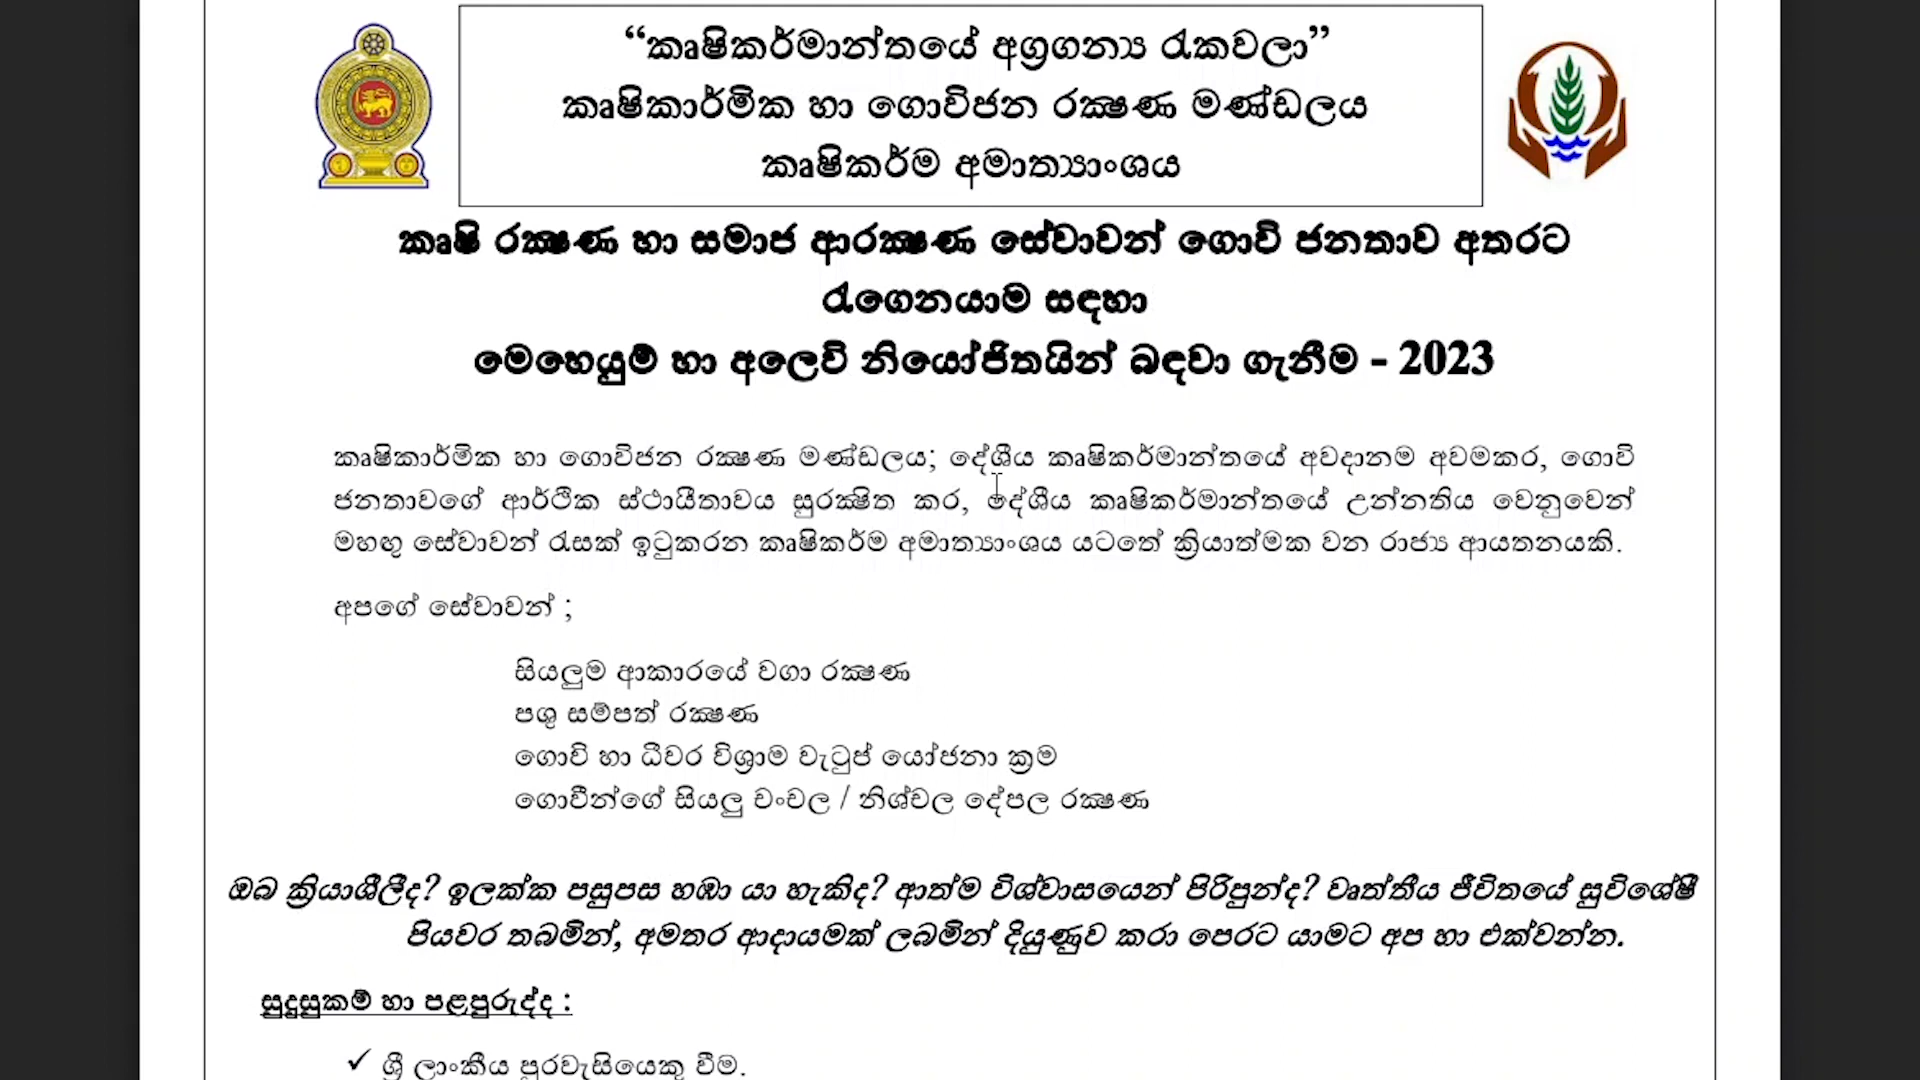 “කෘෂිකර්මාන්තයේ අග්‍රගන්‍ය රැකවලා”
කෘෂිකාර්මික හා ගොවිජන රක්‍ෂණ මණ්ඩලය
කෘෂිකර්ම අමාත්‍යාංශය
කෘෂි රක්‍ෂණ හා සමාජ ආරක්‍ෂණ සේවාවන් ගොවි ජනතාව අතරට
රැගෙනයාම සඳහා
මෙහෙයුම් හා අලෙවි නියෝජිතයින් බඳවා ගැනීම - 2023
කෘෂිකාර්මික හා ගොවිජන රක්‍ෂණ මණ්ඩලය; දේශීය කෘෂිකර්මාන්තයේ අවදානම අවමකර, ගොවි
ජනතාවගේ ආර්ථික ස්ථායීතාවය සුරක්‍ෂිත කර, දේශීය කෘෂිකර්මාන්තයේ උන්නතිය වෙනුවෙන්
මහඟු සේවාවන් රැසක් ඉටුකරන කෘෂිකර්ම අමාත්‍යාංශය යටතේ ක්‍රියාත්මක වන රාජ්‍ය ආයතනයකි.
අපගේ සේවාවන් ;
සියලුම ආකාරයේ වගා රක්‍ෂණ
පශු සම්පත් රක්‍ෂණ
ගොවි හා ධීවර විශ්‍රාම වැටුප් යෝජනා ක්‍රම
ගොවීන්ගේ සියලු චංචල / නිශ්චල දේපල රක්‍ෂණ
ඔබ ක්‍රියාශීලීද? ඉලක්ක පසුපස හඹා යා හැකිද? ආත්ම විශ්වාසයෙන් පිරිපුන්ද? වෘත්තීය ජීවිතයේ සුවිශේෂී
පියවර තබමින්, අමතර ආදායමක් ලබමින් දියුණුව කරා පෙරට යාමට අප හා එක්වන්න.
සුදුසුකම් හා පළපුරුද්ද :
✓ ශ්‍රී ලාංකීය පුරවැසියෙකු වීම.